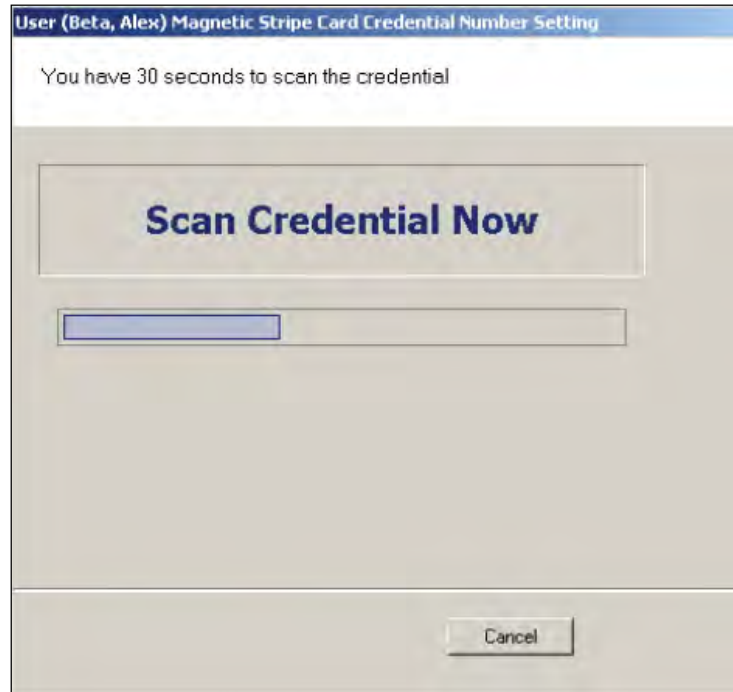 User (Beta, Alex) Magnetic Stripe Card Credential Number Setting
You have 30 seconds to scan the credential
Scan Credential Now
Cancel